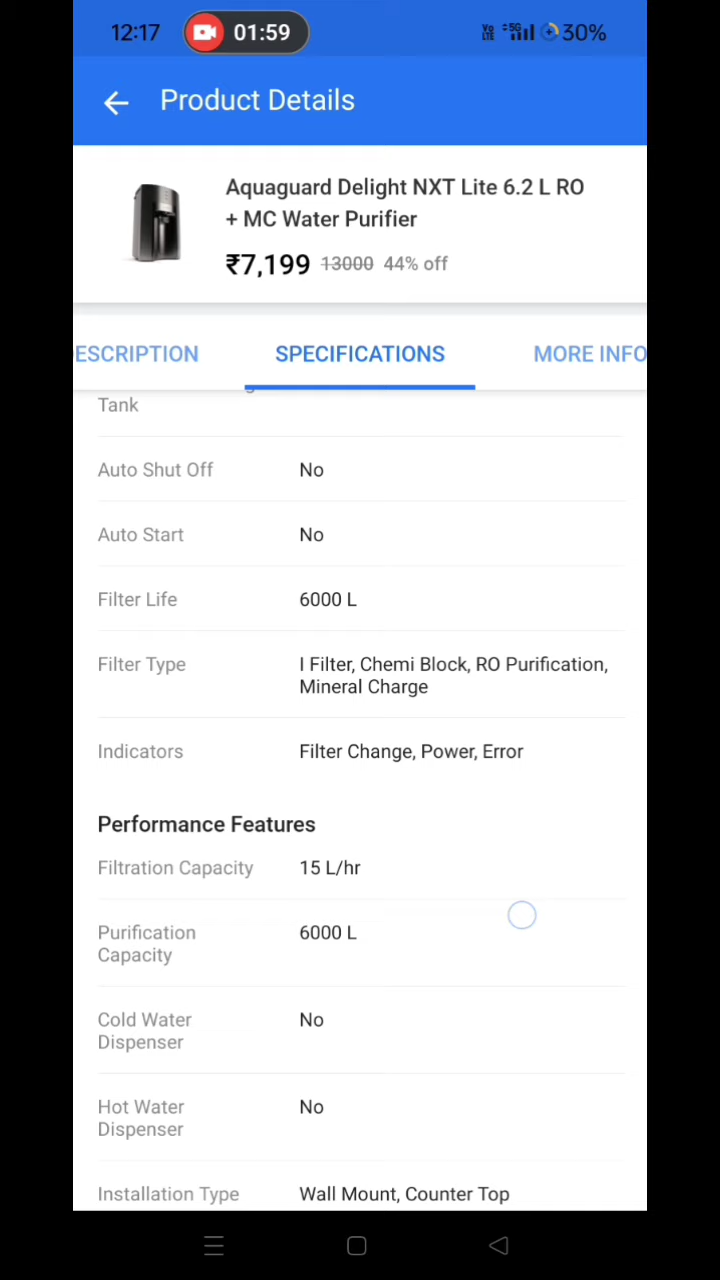 12:17
01:59
Vo LTE
5G
30%
Product Details
Aquaguard Delight NXT Lite 6.2 L RO
+ MC Water Purifier
₹7,199 13000 44% off
ESCRIPTION SPECIFICATIONS MORE INFO
Tank
Auto Shut Off No
Auto Start No
Filter Life 6000 L
Filter Type I Filter, Chemi Block, RO Purification,
Mineral Charge
Indicators Filter Change, Power, Error
Performance Features
Filtration Capacity 15 L/hr
Purification 6000 L
Capacity
Cold Water No
Dispenser
Hot Water No
Dispenser
Installation Type Wall Mount, Counter Top